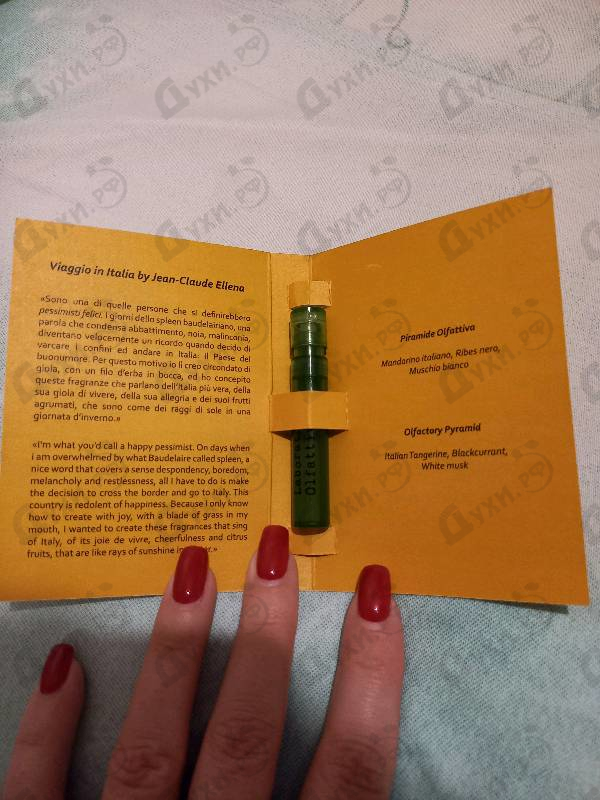 Viaggio in Italia by Jean-Claude Ellena
«Sono una di quelle persone che si definirebbero
pessimisti felici. I giorni dello spleen baudelairiano, una
parola che condensa abbattimento, noia, malinconia,
diventano velocemente un ricordo quando decido di
varcare i confini ed andare in Italia: il Paese del
buonumore. Per questo motivo io lì creo circondato di
gioia, con un filo d'erba in bocca, ed ho concepito
queste fragranze che parlano dell'Italia più vera, della
sua gioia di vivere, della sua allegria e dei suoi frutti
agrumati, che sono come dei raggi di sole in una
giornata d'inverno.»
«I'm what you'd call a happy pessimist. On days when
i am overwhelmed by what Baudelaire called spleen, a
nice word that covers a sense despondency, boredom,
melancholy and restlessness, all I have to do is make
the decision to cross the border and go to Italy. This
country is redolent of happiness. Because I only know
how to create with joy, with a blade of grass in my
mouth, I wanted to create these fragrances that sing
of Italy, of its joie de vivre, cheerfulness and citrus
fruits, that are like rays of sunshine in
Olfatti
Piramide Olfattiva
Mandarino italiano, Ribes nero,
Muschio bianco
Olfactory Pyramid
Italian Tangerine, Blackcurrant,
White musk
Духи.рф